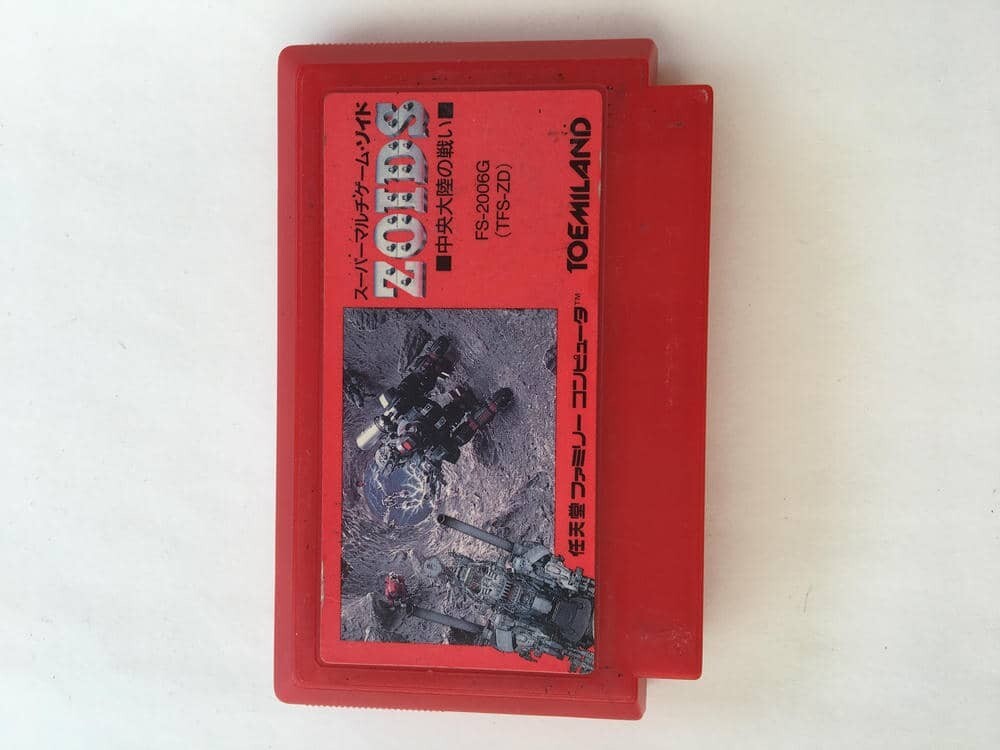 スーパーマルチゲーム・ゾイド
ZOIDS
■中央大陸の戦い■
FS-2006G
(TFS-ZD)
任天堂 ファミリー コンピュータ™ TOEMILAND